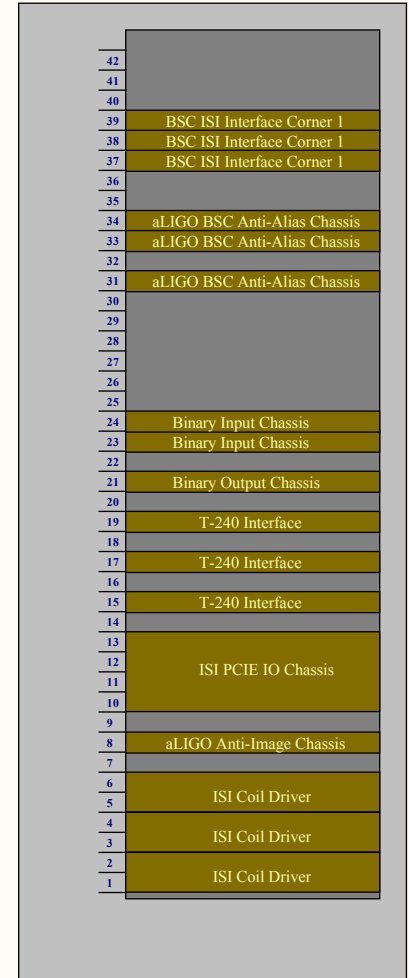 42
41
40
39 BSC ISI Interface Corner 1
38 BSC ISI Interface Corner 1
37 BSC ISI Interface Corner 1
36
35
34 aLIGO BSC Anti-Alias Chassis
33 aLIGO BSC Anti-Alias Chassis
32
31 aLIGO BSC Anti-Alias Chassis
30
29
28
27
26
25
24 Binary Input Chassis
23 Binary Input Chassis
22
21 Binary Output Chassis
20
19 T-240 Interface
18
17 T-240 Interface
16
15 T-240 Interface
14
13
12
ISI PCIE IO Chassis
11
10
9
8 aLIGO Anti-Image Chassis
7
6
ISI Coil Driver
5
4
ISI Coil Driver
3
2
ISI Coil Driver
1